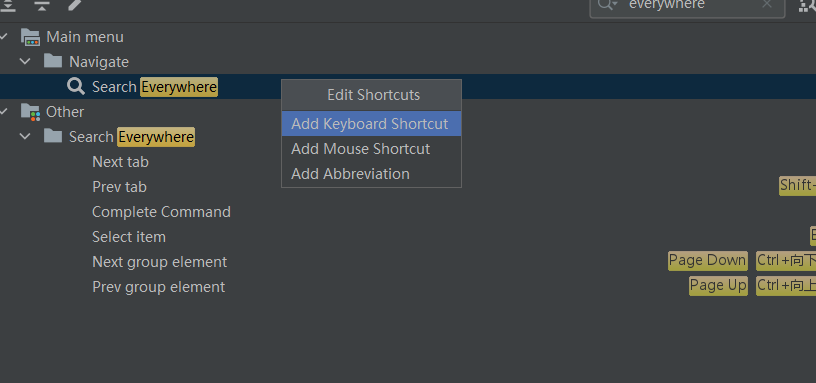 everywhere
Main menu
Navigate
Search Everywhere
Edit Shortcuts
Add Keyboard Shortcut
Add Mouse Shortcut
Add Abbreviation
Other
Search Everywhere
Next tab
Prev tab Shift-
Complete Command
Select item
Next group element Page Down Ctrl+向下
Prev group element Page Up Ctrl+向上